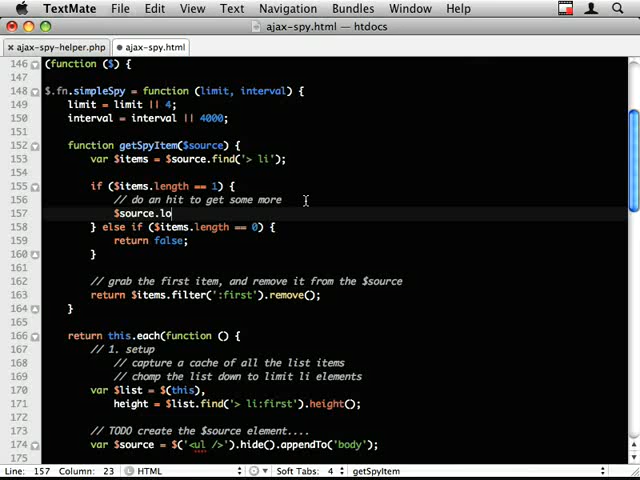 TextMate File Edit View Text Navigation Bundles Window Help
ajax-spy.html — htdocs
ajax-spy-helper.php ajax-spy.html
146 (function ($) {
147
148 $.fn.simpleSpy = function (limit, interval) {
149 limit = limit || 4;
150 interval = interval || 4000;
151
152 function getSpyItem($source) {
153 var $items = $source.find('> li');
154
155 if ($items.length == 1) {
156 // do an hit to get some more
157 $source.lo
158 } else if ($items.length == 0) {
159 return false;
160 }
161
162 // grab the first item, and remove it from the $source
163 return $items.filter(':first').remove();
164 }
165
166 return this.each(function () {
167 // 1. setup
168 // capture a cache of all the list items
169 // chomp the list down to limit li elements
170 var $list = $(this),
171 height = $list.find('> li:first').height();
172
173 // TODO create the $source element....
174 var $source = $('<ul />').hide().appendTo('body');
175
Line: 157 Column: 23 HTML Soft Tabs: 4 getSpyItem